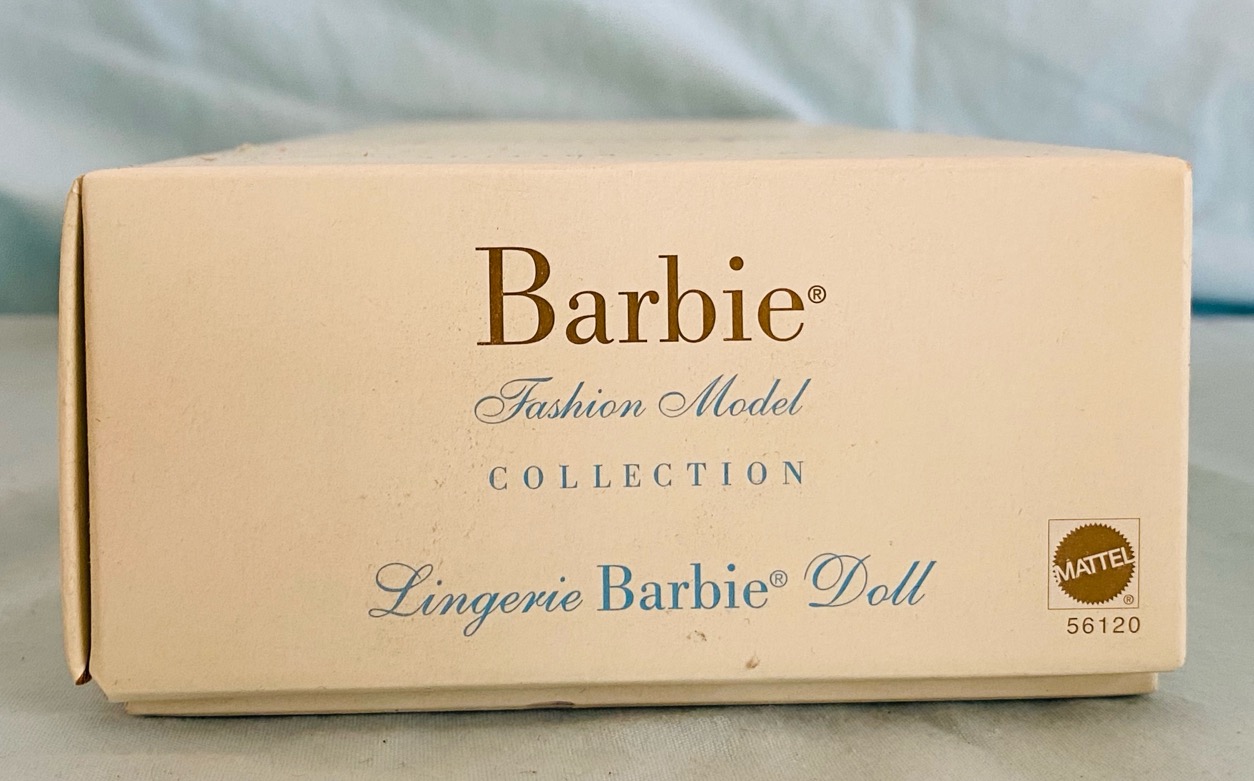 Barbie®
Fashion Model
COLLECTION
Lingerie Barbie® Doll
MATTEL
®
56120